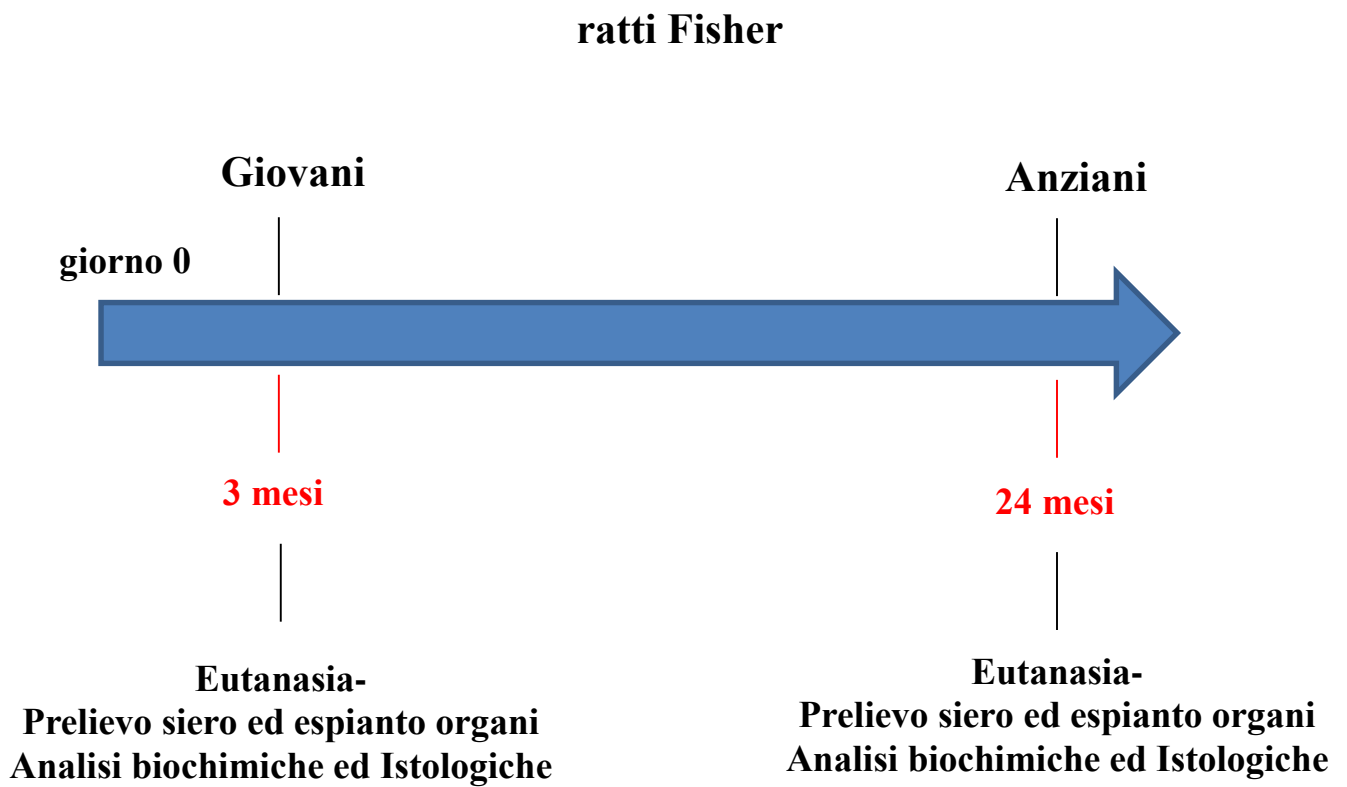 ratti Fisher
Giovani
Anziani
giorno 0
3 mesi
24 mesi
Eutanasia-
Prelievo siero ed espianto organi
Analisi biochimiche ed Istologiche
Eutanasia-
Prelievo siero ed espianto organi
Analisi biochimiche ed Istologiche